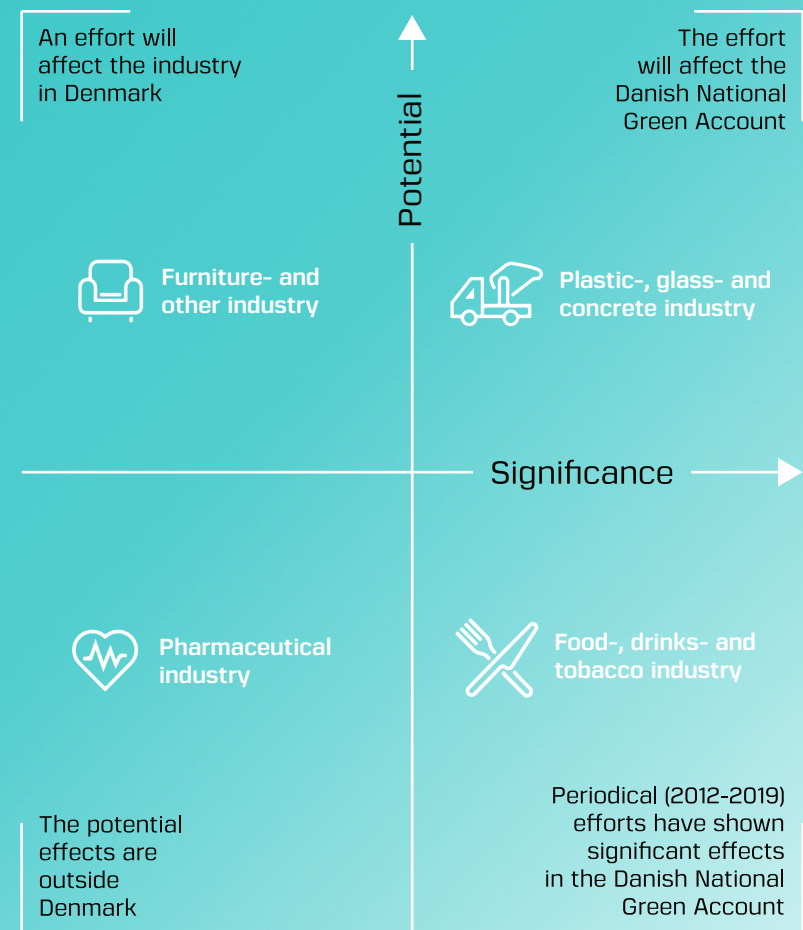 An effort will
affect the industry
in Denmark
The effort
will affect the
Danish National
Green Account
Potential
Furniture- and
other industry
Plastic-, glass- and
concrete industry
Significance
Pharmaceutical
industry
Food-, drinks- and
tobacco industry
The potential
effects are
outside
Denmark
Periodical (2012-2019)
efforts have shown
significant effects
in the Danish National
Green Account